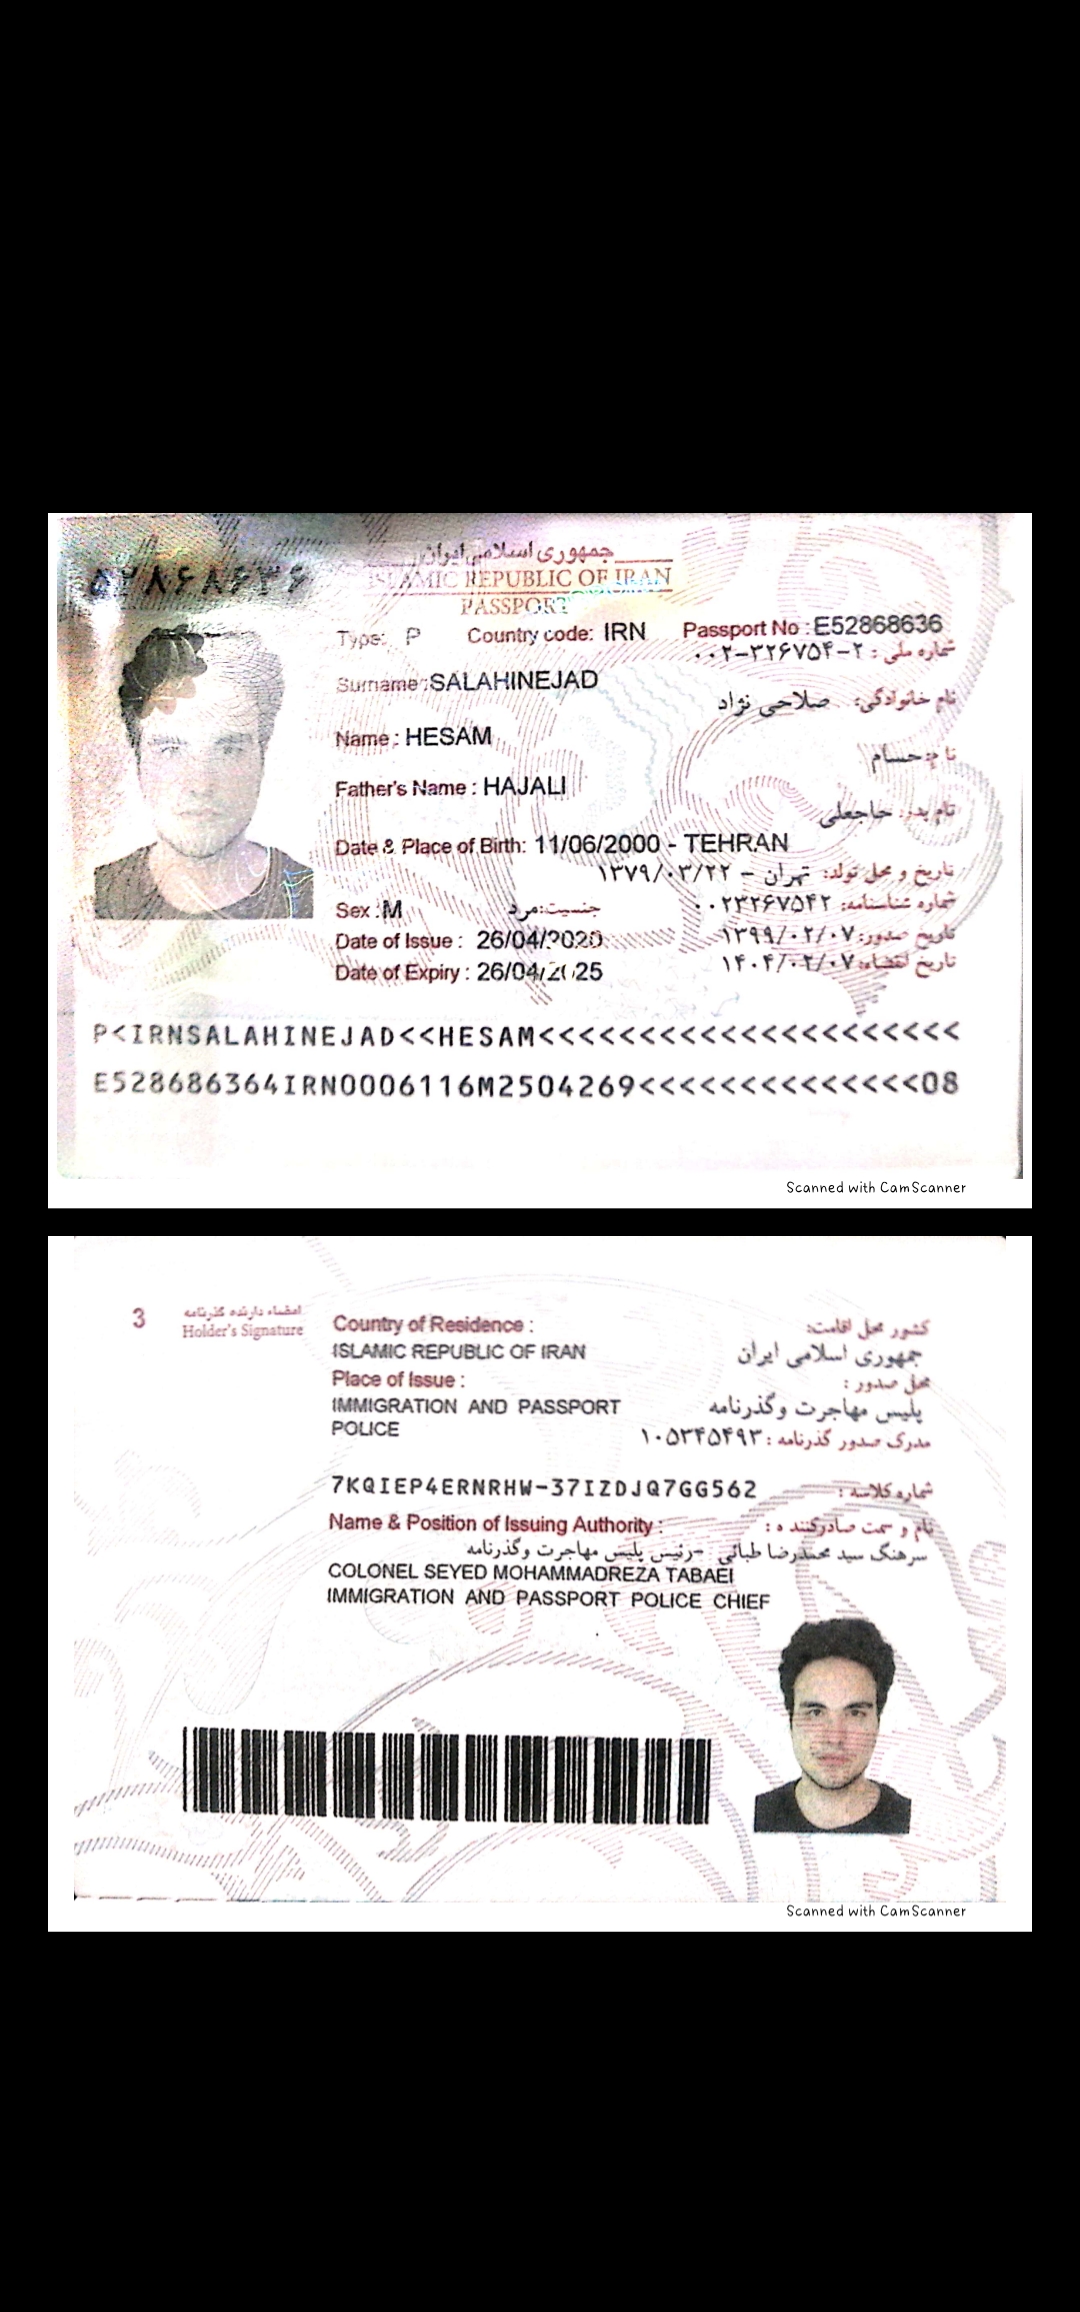 جمهوری اسلامی ایران
ISLAMIC REPUBLIC OF IRAN
۵۲۸۶۸۶۳۶
PASSPORT
Type: P Country code: IRN Passport No : E52868636
شماره ملی : ۰۰۲-۳۲۶۷۵۴-۲
Surname: SALAHINEJAD
نام خانوادگی: صلاحی نژاد
Name : HESAM
نام: حسام
Father's Name : HAJALI
نام پدر: حاجعلی
Date & Place of Birth: 11/06/2000 - TEHRAN
تاریخ و محل تولد: تهران - ۱۳۷۹/۰۳/۲۲
شماره شناسنامه: ۰۰۲۳۲۶۷۵۴۲
Sex : M جنسیت: مرد
Date of Issue : 26/04/2020
تاریخ صدور: ۱۳۹۹/۰۲/۰۷
Date of Expiry : 26/04/2025
تاریخ انقضاء: ۱۴۰۴/۰۲/۰۷
P<IRNSALAHINEJAD<<HESAM<<<<<<<<<<<<<<<<<<<<<
E528686364IRN0006116M2504269<<<<<<<<<<<<<<08
Scanned with CamScanner
3
امضاء دارنده گذرنامه
Holder's Signature
Country of Residence :
کشور محل اقامت:
ISLAMIC REPUBLIC OF IRAN
جمهوری اسلامی ایران
Place of Issue :
محل صدور :
IMMIGRATION AND PASSPORT
POLICE
پلیس مهاجرت وگذرنامه
مدرک صدور گذرنامه : ۱۰۵۳۴۵۴۹۳
7KQIEP4ERNRHW-37IZDJQ7GG562
شماره کلاسه :
Name & Position of Issuing Authority :
نام و سمت صادرکننده :
سرهنگ سید محمدرضا طبائی -رئیس پلیس مهاجرت وگذرنامه
COLONEL SEYED MOHAMMADREZA TABAEI
IMMIGRATION AND PASSPORT POLICE CHIEF
Scanned with CamScanner